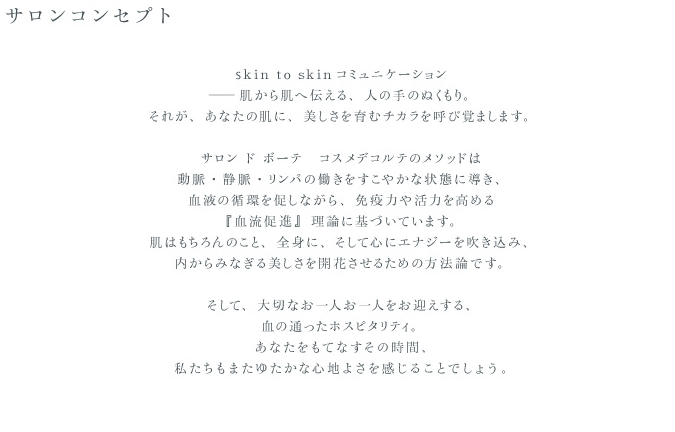 サロンコンセプト
skin to skin コミュニケーション
―― 肌から肌へ伝える、人の手のぬくもり。
それが、あなたの肌に、美しさを育むチカラを呼び覚まします。
サロン ド ボーテ　コスメデコルテのメソッドは
動脈・静脈・リンパの働きをすこやかな状態に導き、
血液の循環を促しながら、免疫力や活力を高める
『血流促進』理論に基づいています。
肌はもちろんのこと、全身に、そして心にエナジーを吹き込み、
内からみなぎる美しさを開花させるための方法論です。
そして、大切なお一人お一人をお迎えする、
血の通ったホスピタリティ。
あなたをもてなすその時間、
私たちもまたゆたかな心地よさを感じることでしょう。